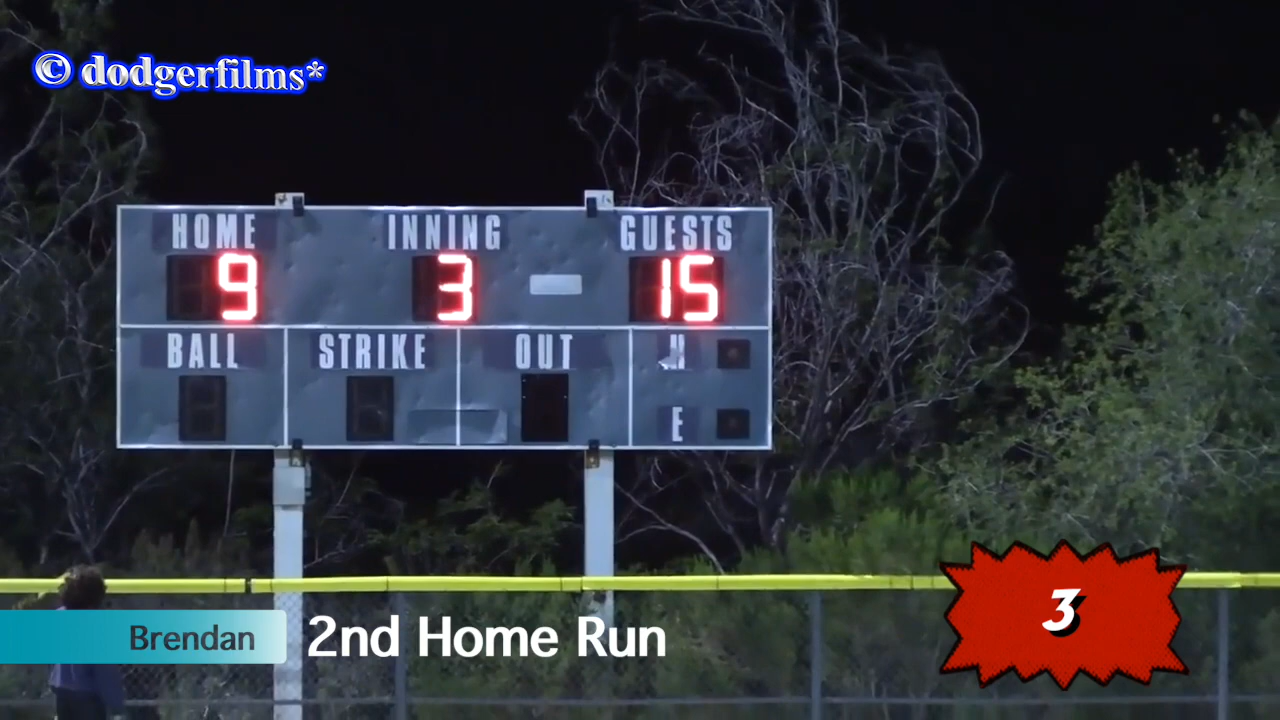 © dodgerfilms*
HOME INNING GUESTS
9 3 15
BALL STRIKE OUT H
E
Brendan 2nd Home Run
3